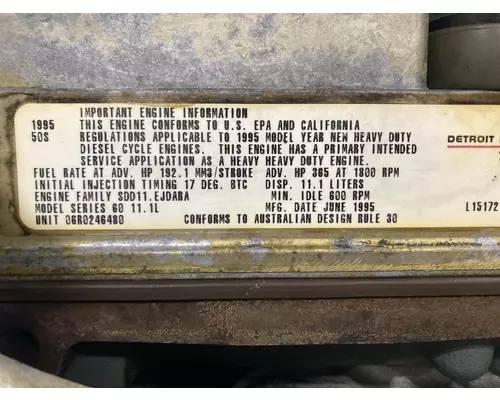 IMPORTANT ENGINE INFORMATION
1995 THIS ENGINE CONFORMS TO U.S. EPA AND CALIFORNIA
50S REGULATIONS APPLICABLE TO 1995 MODEL YEAR NEW HEAVY DUTY
DIESEL CYCLE ENGINES. THIS ENGINE HAS A PRIMARY INTENDED
SERVICE APPLICATION AS A HEAVY HEAVY DUTY ENGINE.
DETROIT
FUEL RATE AT ADV. HP 192.1 MM3/STROKE ADV. HP 365 AT 1800 RPM
INITIAL INJECTION TIMING 17 DEG. BTC DISP. 11.1 LITERS
ENGINE FAMILY SDD11.EJDARA MIN. IDLE 600 RPM
MODEL SERIES 60 11.1L MFG. DATE JUNE 1995 L15172
UNIT 06R0246480 CONFORMS TO AUSTRALIAN DESIGN RULE 30